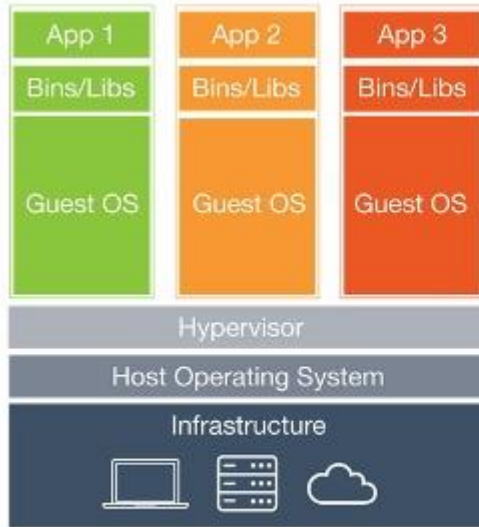 App 1
App 2
App 3
Bins/Libs
Bins/Libs
Bins/Libs
Guest OS
Guest OS
Guest OS
Hypervisor
Host Operating System
Infrastructure